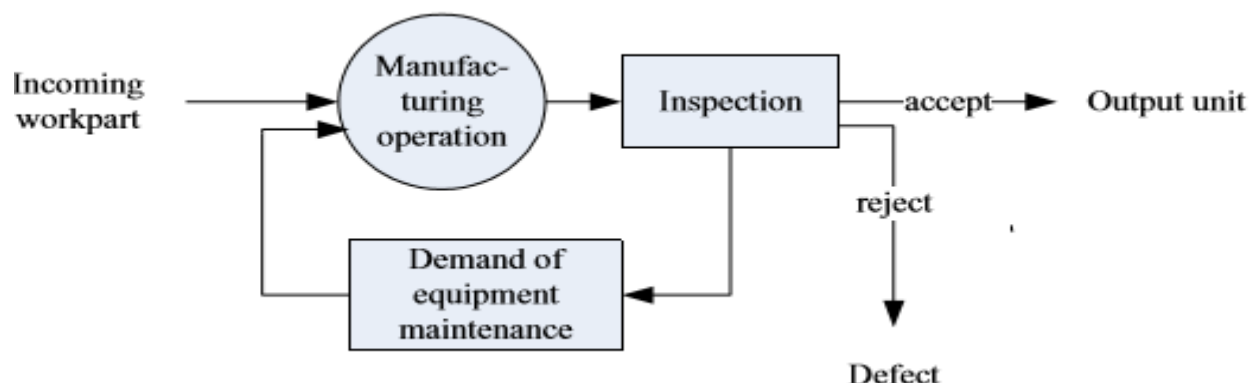 Incoming
workpart
Manufac-
turing
operation
Inspection
accept
Output unit
reject
Demand of
equipment
maintenance
Defect